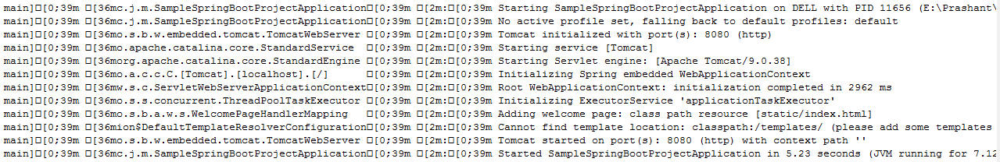 main]□[0;39m □[36mc.j.m.SampleSpringBootProjectApplication□[0;39m □[2m:□[0;39m Starting SampleSpringBootProjectApplication on DELL with PID 11656 (E:\Prashant\
main]□[0;39m □[36mc.j.m.SampleSpringBootProjectApplication□[0;39m □[2m:□[0;39m No active profile set, falling back to default profiles: default
main]□[0;39m □[36mo.s.b.w.embedded.tomcat.TomcatWebServer □[0;39m □[2m:□[0;39m Tomcat initialized with port(s): 8080 (http)
main]□[0;39m □[36mo.apache.catalina.core.StandardService □[0;39m □[2m:□[0;39m Starting service [Tomcat]
main]□[0;39m □[36morg.apache.catalina.core.StandardEngine □[0;39m □[2m:□[0;39m Starting Servlet engine: [Apache Tomcat/9.0.38]
main]□[0;39m □[36mo.a.c.c.C.[Tomcat].[localhost].[/] □[0;39m □[2m:□[0;39m Initializing Spring embedded WebApplicationContext
main]□[0;39m □[36mw.s.c.ServletWebServerApplicationContext□[0;39m □[2m:□[0;39m Root WebApplicationContext: initialization completed in 2962 ms
main]□[0;39m □[36mo.s.s.concurrent.ThreadPoolTaskExecutor □[0;39m □[2m:□[0;39m Initializing ExecutorService 'applicationTaskExecutor'
main]□[0;39m □[36mo.s.b.a.w.s.WelcomePageHandlerMapping □[0;39m □[2m:□[0;39m Adding welcome page: class path resource [static/index.html]
main]□[0;39m □[36mion$DefaultTemplateResolverConfiguration□[0;39m □[2m:□[0;39m Cannot find template location: classpath:/templates/ (please add some templates
main]□[0;39m □[36mo.s.b.w.embedded.tomcat.TomcatWebServer □[0;39m □[2m:□[0;39m Tomcat started on port(s): 8080 (http) with context path ''
main]□[0;39m □[36mc.j.m.SampleSpringBootProjectApplication□[0;39m □[2m:□[0;39m Started SampleSpringBootProjectApplication in 5.23 seconds (JVM running for 7.12